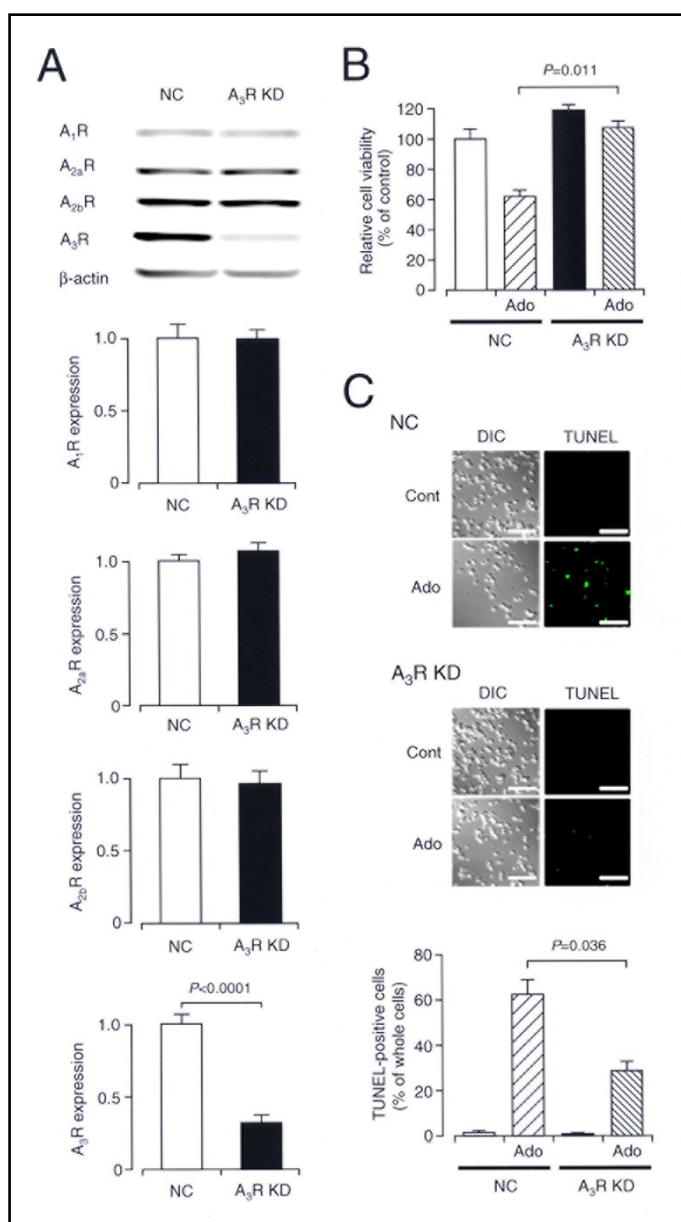 A
NC A₃R KD
A₁R
A₂ₐR
A₂bR
A₃R
β-actin
1.0
0.5
0
A₁R expression
NC A₃R KD
1.0
0.5
0
A₂ₐR expression
NC A₃R KD
1.0
0.5
0
A₂bR expression
NC A₃R KD
P<0.0001
1.0
0.5
0
A₃R expression
NC A₃R KD
B
P=0.011
120
100
80
60
40
20
0
Relative cell viability
(% of control)
Ado Ado
NC A₃R KD
C
NC
DIC TUNEL
Cont
Ado
A₃R KD
DIC TUNEL
Cont
Ado
P=0.036
80
60
40
20
0
TUNEL-positive cells
(% of whole cells)
Ado Ado
NC A₃R KD